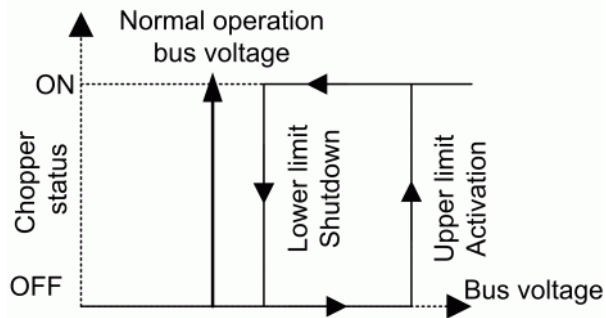 Normal operation
bus voltage
ON
Chopper
status
Lower limit
Shutdown
Upper limit
Activation
OFF
Bus voltage